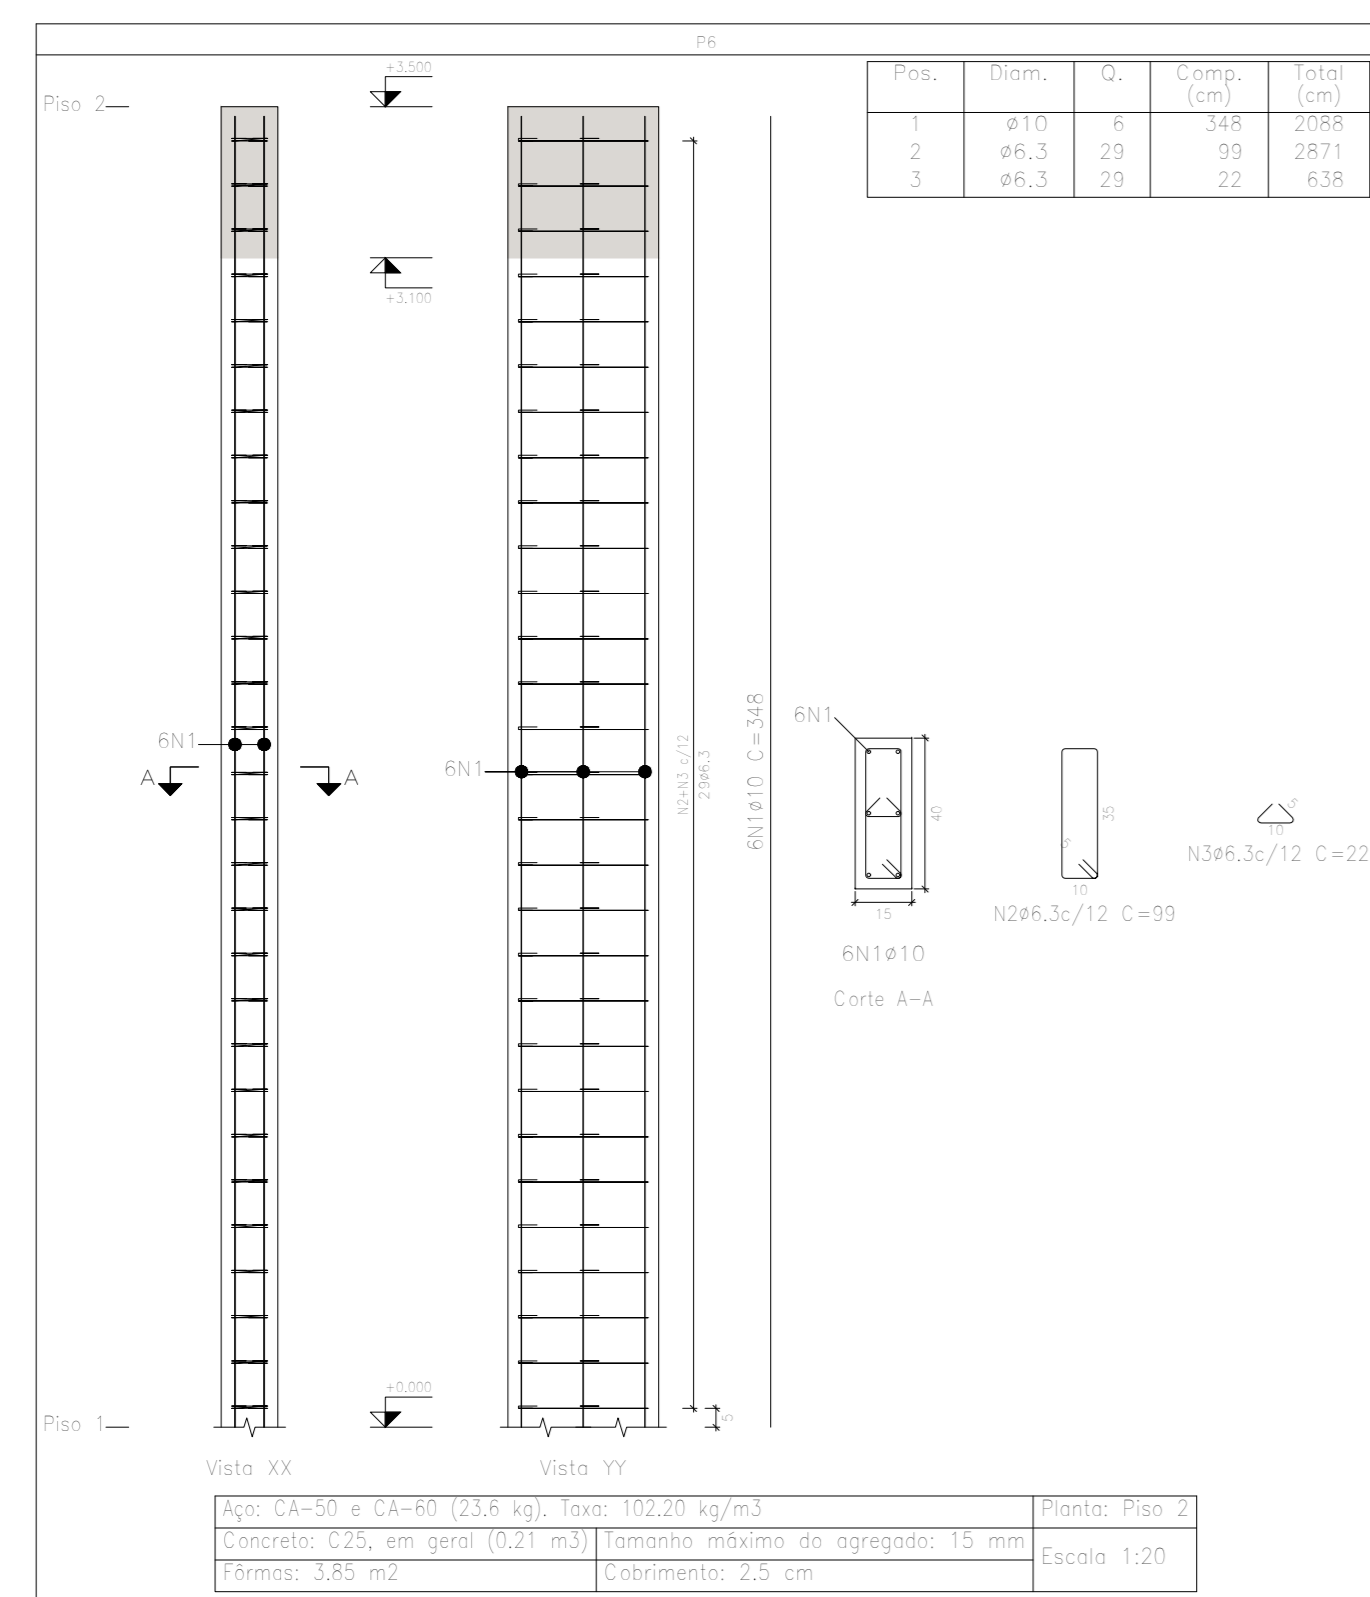 P6
Pos. Diam. Q. Comp. (cm) Total (cm)
1 ø10 6 348 2088
2 ø6.3 29 99 2871
3 ø6.3 29 22 638
Piso 2
+3.500
+3.100
6N1
A A
6N1
N2+N3 c/12
29ø6.3
6N1ø10 C=348
6N1
40
15
6N1ø10
Corte A-A
35
5
10
N2ø6.3c/12 C=99
5
10
N3ø6.3c/12 C=22
+0.000
5
Piso 1
Vista XX
Vista YY
Aço: CA-50 e CA-60 (23.6 kg). Taxa: 102.20 kg/m3
Planta: Piso 2
Concreto: C25, em geral (0.21 m3)
Tamanho máximo do agregado: 15 mm
Escala 1:20
Fôrmas: 3.85 m2
Cobrimento: 2.5 cm